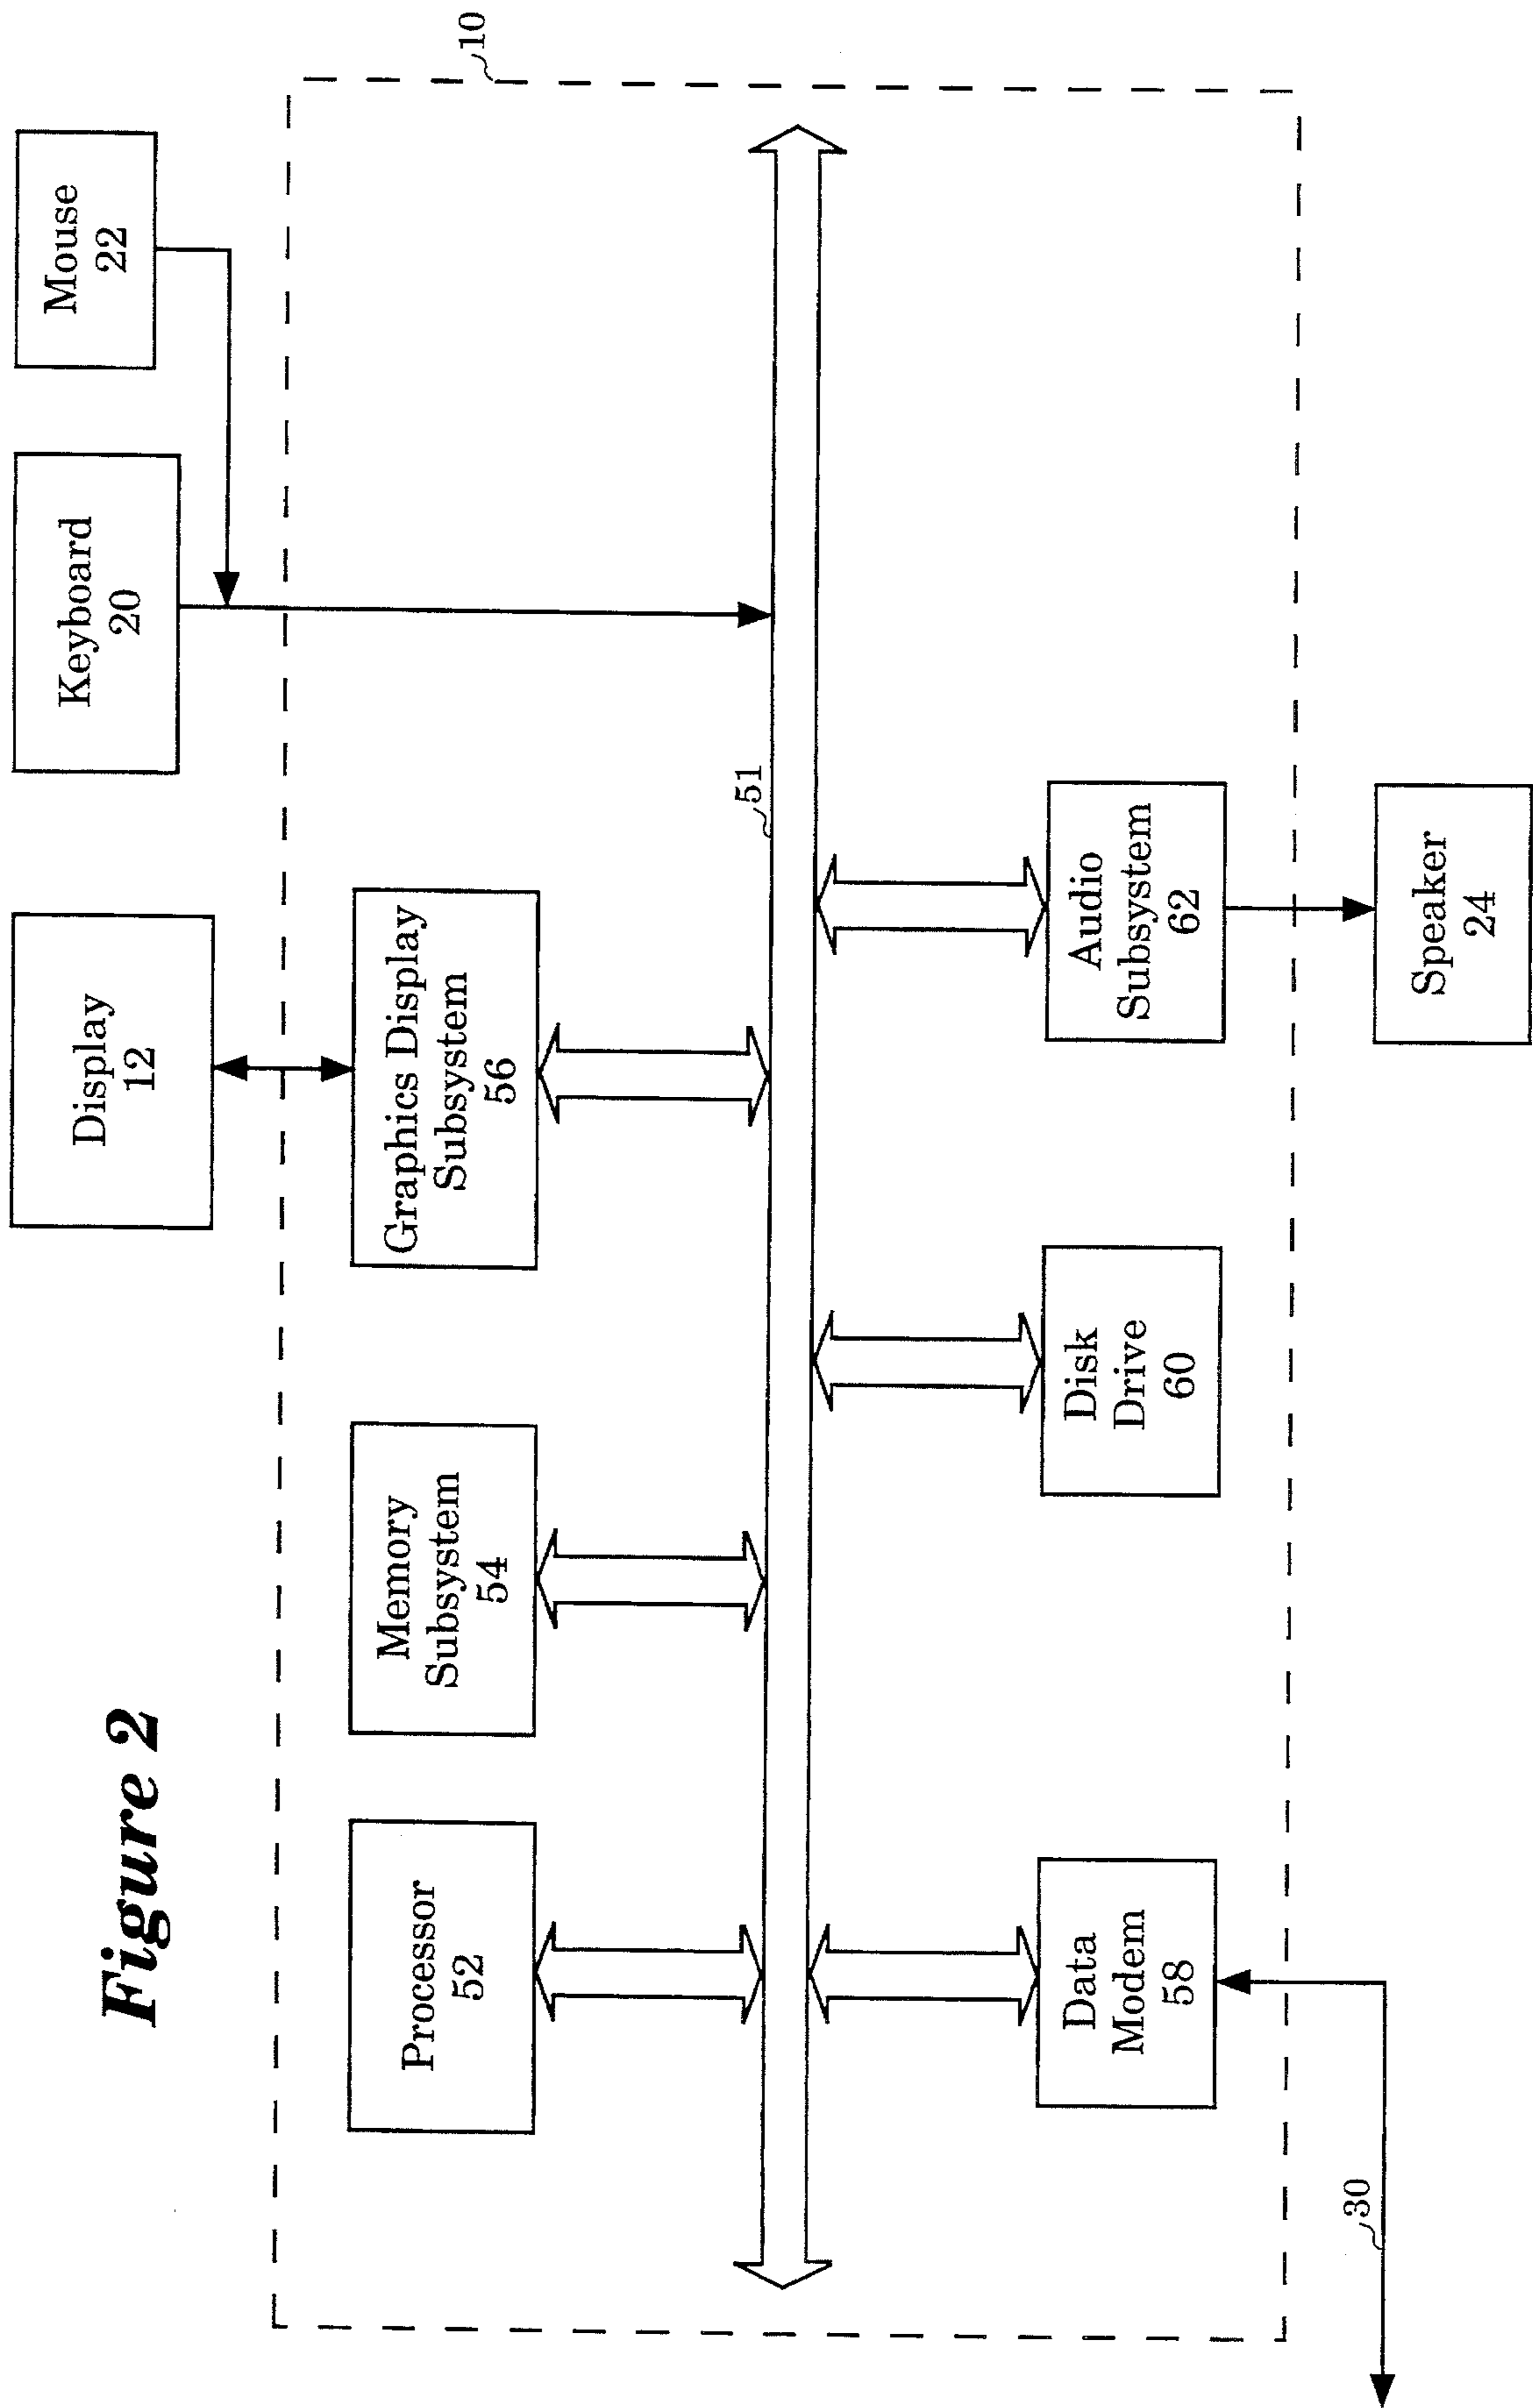 Figure 2
Display
12
Keyboard
20
Mouse
22
10
Processor
52
Memory
Subsystem
54
Graphics Display
Subsystem
56
51
Data
Modem
58
Disk
Drive
60
Audio
Subsystem
62
30
Speaker
24